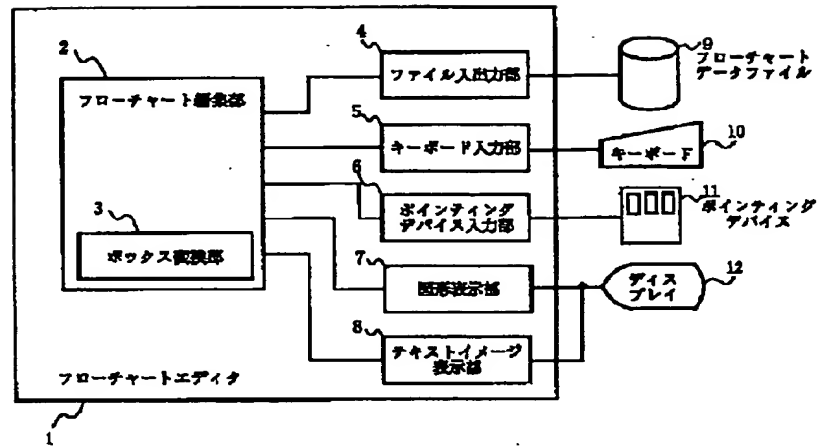 2
フローチャート編集部
3
ボックス変換部
4
ファイル入出力部
5
キーボード入力部
6
ポインティング
デバイス入力部
7
図形表示部
8
テキストイメージ
表示部
9
フローチャート
データファイル
10
キーボード
11
ポインティング
デバイス
12
ディス
プレイ
フローチャートエディタ
1